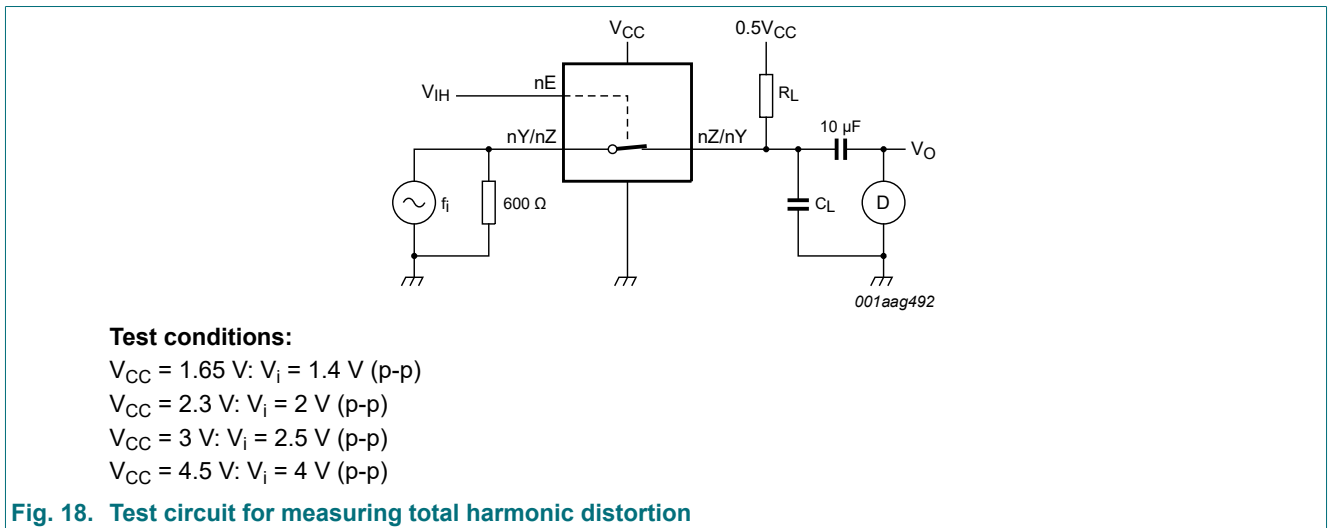 VCC
0.5VCC
nE
VIH
RL
nY/nZ
nZ/nY
10 µF
VO
fi
600 Ω
CL
D
001aag492
Test conditions:
VCC = 1.65 V: Vi = 1.4 V (p-p)
VCC = 2.3 V: Vi = 2 V (p-p)
VCC = 3 V: Vi = 2.5 V (p-p)
VCC = 4.5 V: Vi = 4 V (p-p)
Fig. 18. Test circuit for measuring total harmonic distortion